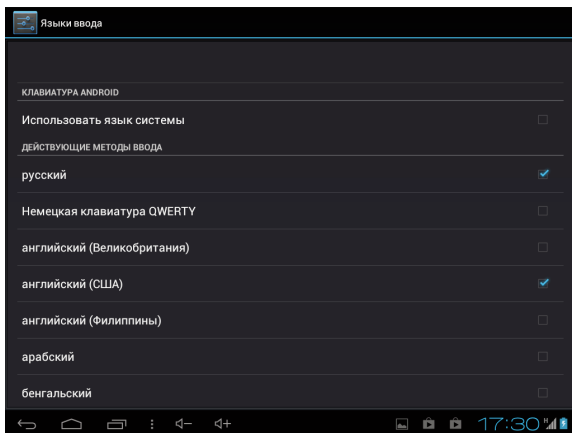 Языки ввода
КЛАВИАТУРА ANDROID
Использовать язык системы
ДЕЙСТВУЮЩИЕ МЕТОДЫ ВВОДА
русский
Немецкая клавиатура QWERTY
английский (Великобритания)
английский (США)
английский (Филиппины)
арабский
бенгальский
17:30